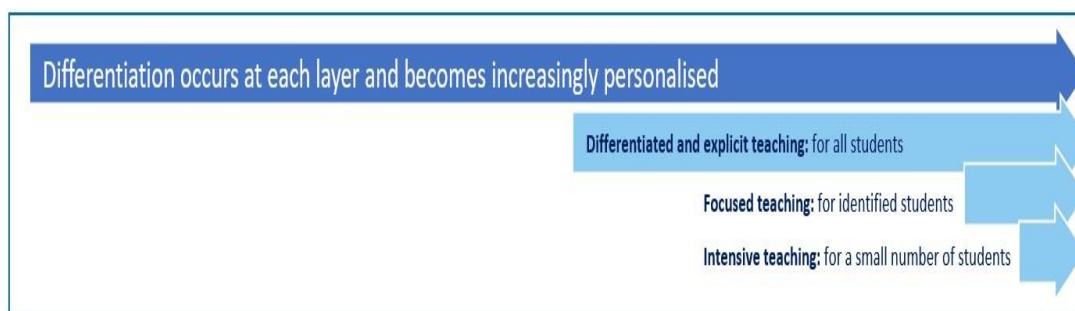 Differentiation occurs at each layer and becomes increasingly personalised
Differentiated and explicit teaching: for all students
Focused teaching: for identified students
Intensive teaching: for a small number of students